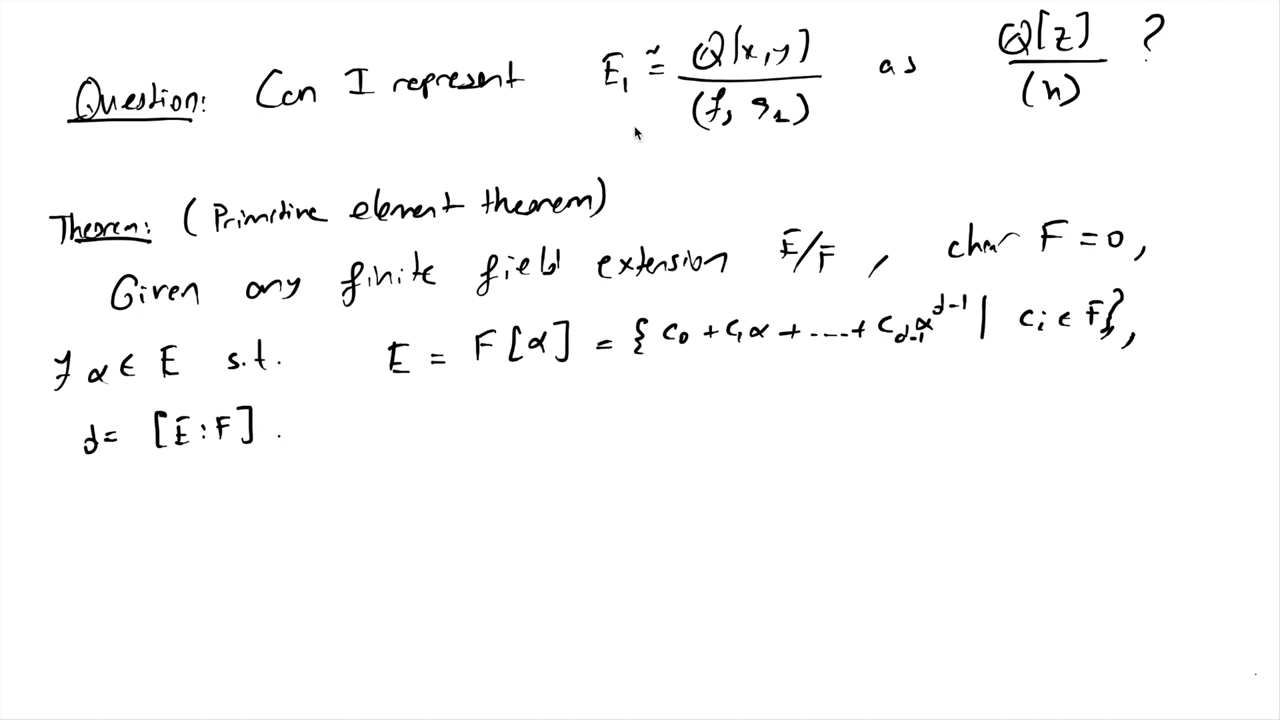 Question: Can I represent E₁ ≅ Q[x,y] / (f, g₁) as Q[z] / (h) ?
Theorem: (Primitive element theorem)
Given any finite field extension E/F, char F = 0,
∃ α ∈ E s.t. E = F[α] = { c₀ + c₁α + ..... + c_{d-1}α^{d-1} | cᵢ ∈ F },
d = [E:F].